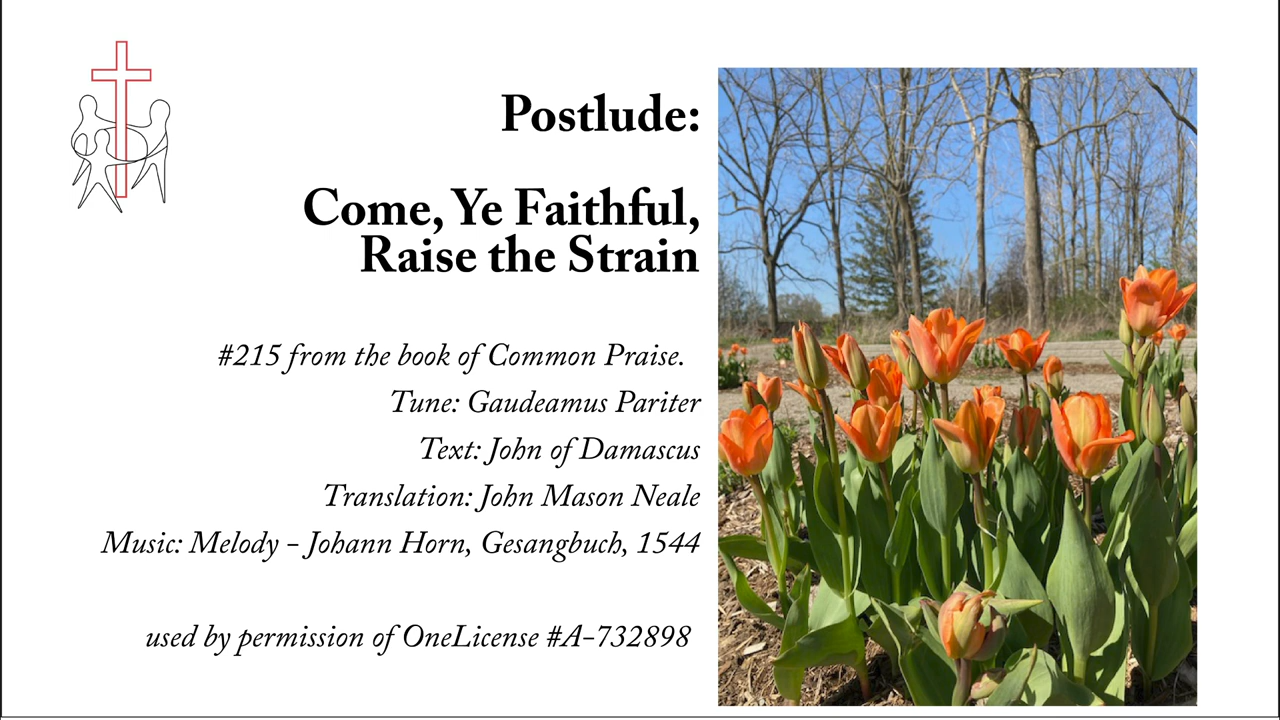 Postlude:
Come, Ye Faithful,
Raise the Strain
#215 from the book of Common Praise.
Tune: Gaudeamus Pariter
Text: John of Damascus
Translation: John Mason Neale
Music: Melody - Johann Horn, Gesangbuch, 1544
used by permission of OneLicense #A-732898